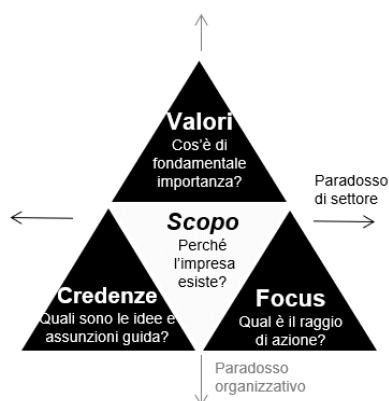 Valori
Cos'è di
fondamentale
importanza?
Paradosso
di settore
Scopo
Perché
l'impresa
esiste?
Credenze
Quali sono le idee e
assunzioni guida?
Focus
Qual è il raggio
di azione?
Paradosso
organizzativo